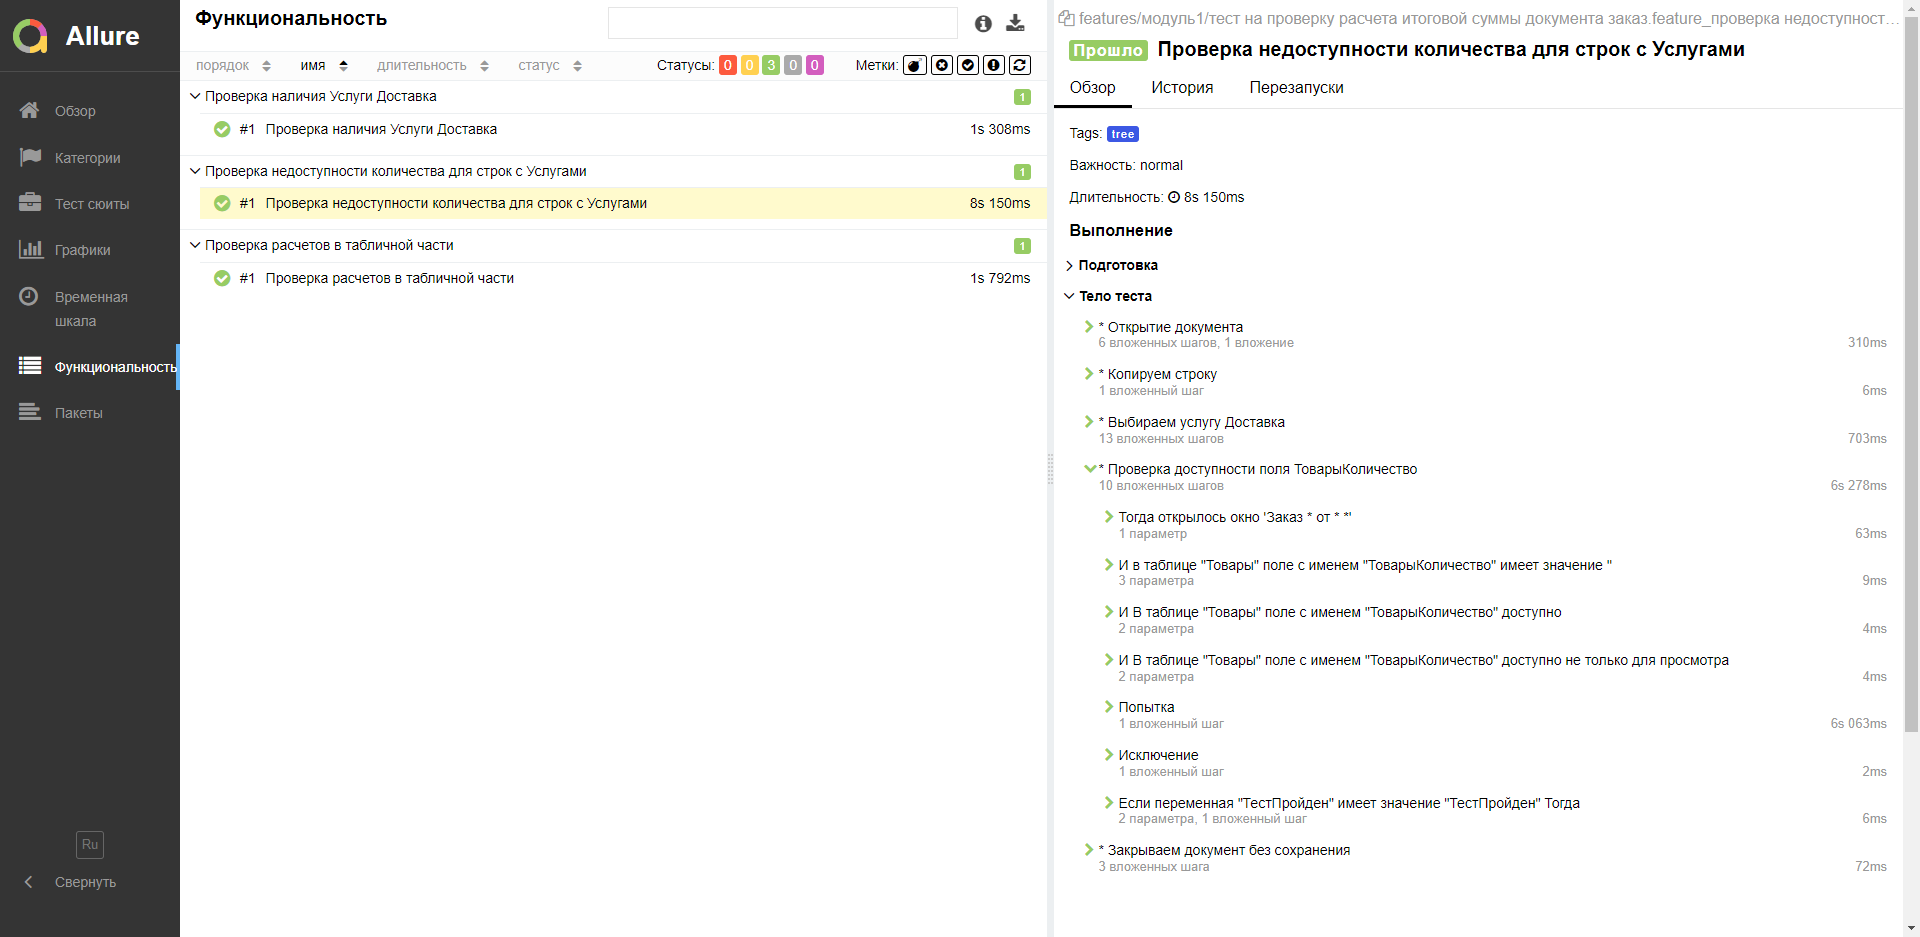 Allure
Обзор
Категории
Тест сюиты
Графики
Временная
шкала
Функциональность
Пакеты
Ru
Свернуть
Функциональность
порядок имя длительность статус Статусы: 0 0 3 0 0 Метки:
Проверка наличия Услуги Доставка 1
#1 Проверка наличия Услуги Доставка 1s 308ms
Проверка недоступности количества для строк с Услугами 1
#1 Проверка недоступности количества для строк с Услугами 8s 150ms
Проверка расчетов в табличной части 1
#1 Проверка расчетов в табличной части 1s 792ms
features/модуль1/тест на проверку расчета итоговой суммы документа заказ.feature_проверка недоступност...
Прошло Проверка недоступности количества для строк с Услугами
Обзор История Перезапуски
Tags: tree
Важность: normal
Длительность: 8s 150ms
Выполнение
Подготовка
Тело теста
* Открытие документа
6 вложенных шагов, 1 вложение 310ms
* Копируем строку
1 вложенный шаг 6ms
* Выбираем услугу Доставка
13 вложенных шагов 703ms
* Проверка доступности поля ТоварыКоличество
10 вложенных шагов 6s 278ms
Тогда открылось окно 'Заказ * от * *'
1 параметр 63ms
И в таблице "Товары" поле с именем "ТоварыКоличество" имеет значение "
3 параметра 9ms
И В таблице "Товары" поле с именем "ТоварыКоличество" доступно
2 параметра 4ms
И В таблице "Товары" поле с именем "ТоварыКоличество" доступно не только для просмотра
2 параметра 4ms
Попытка
1 вложенный шаг 6s 063ms
Исключение
1 вложенный шаг 2ms
Если переменная "ТестПройден" имеет значение "ТестПройден" Тогда
2 параметра, 1 вложенный шаг 6ms
* Закрываем документ без сохранения
3 вложенных шага 72ms